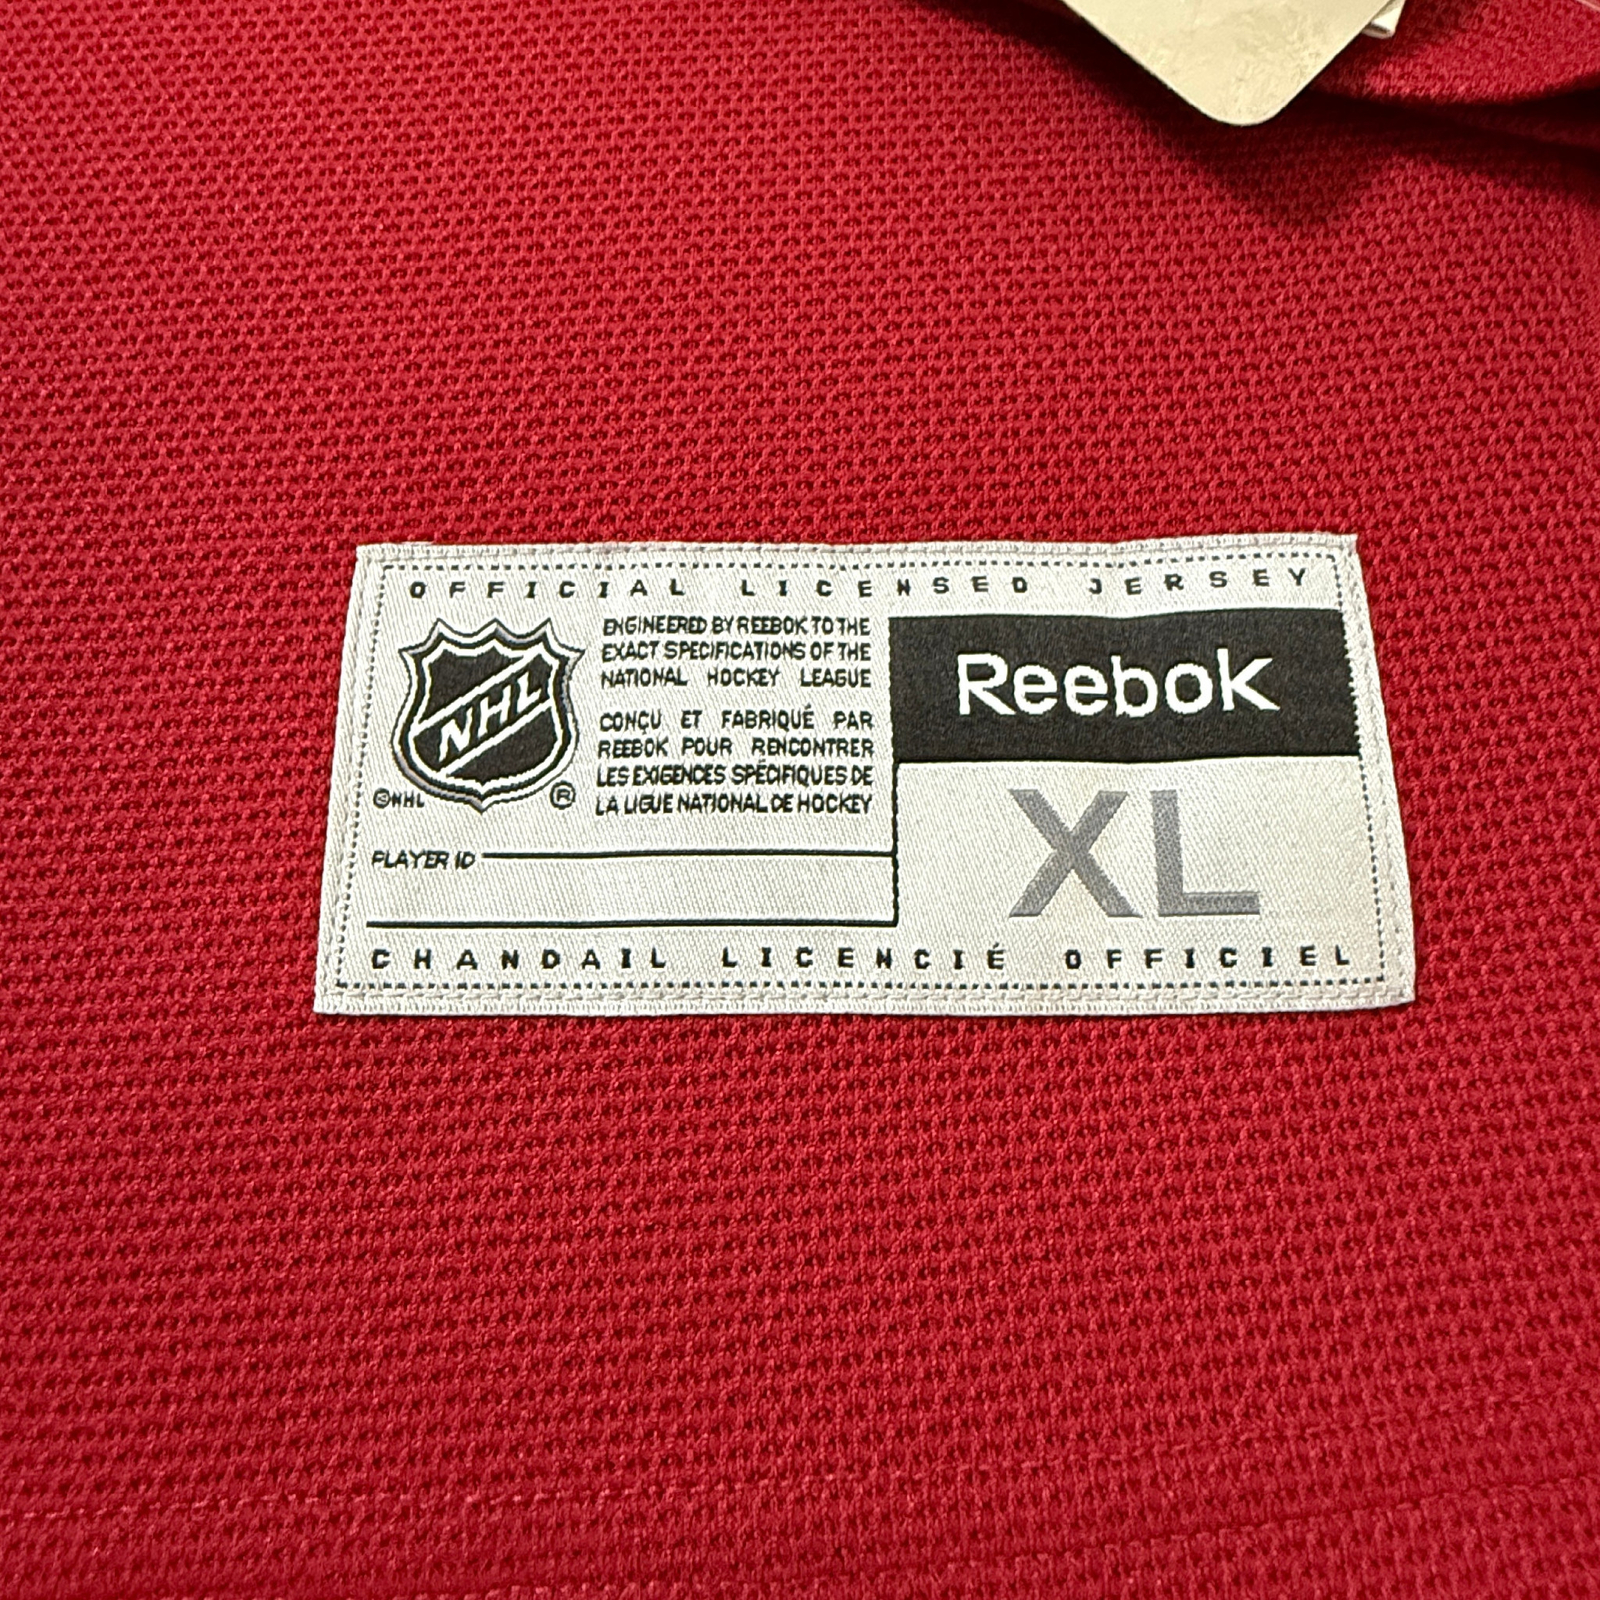 OFFICIAL LICENSED JERSEY
ENGINEERED BY REEBOK TO THE
EXACT SPECIFICATIONS OF THE
NATIONAL HOCKEY LEAGUE
CONÇU ET FABRIQUÉ PAR
REEBOK POUR RENCONTRER
LES EXIGENCES SPÉCIFIQUES DE
LA LIGUE NATIONAL DE HOCKEY
NHL
©NHL ®
Reebok
XL
PLAYER ID
CHANDAIL LICENCIÉ OFFICIEL